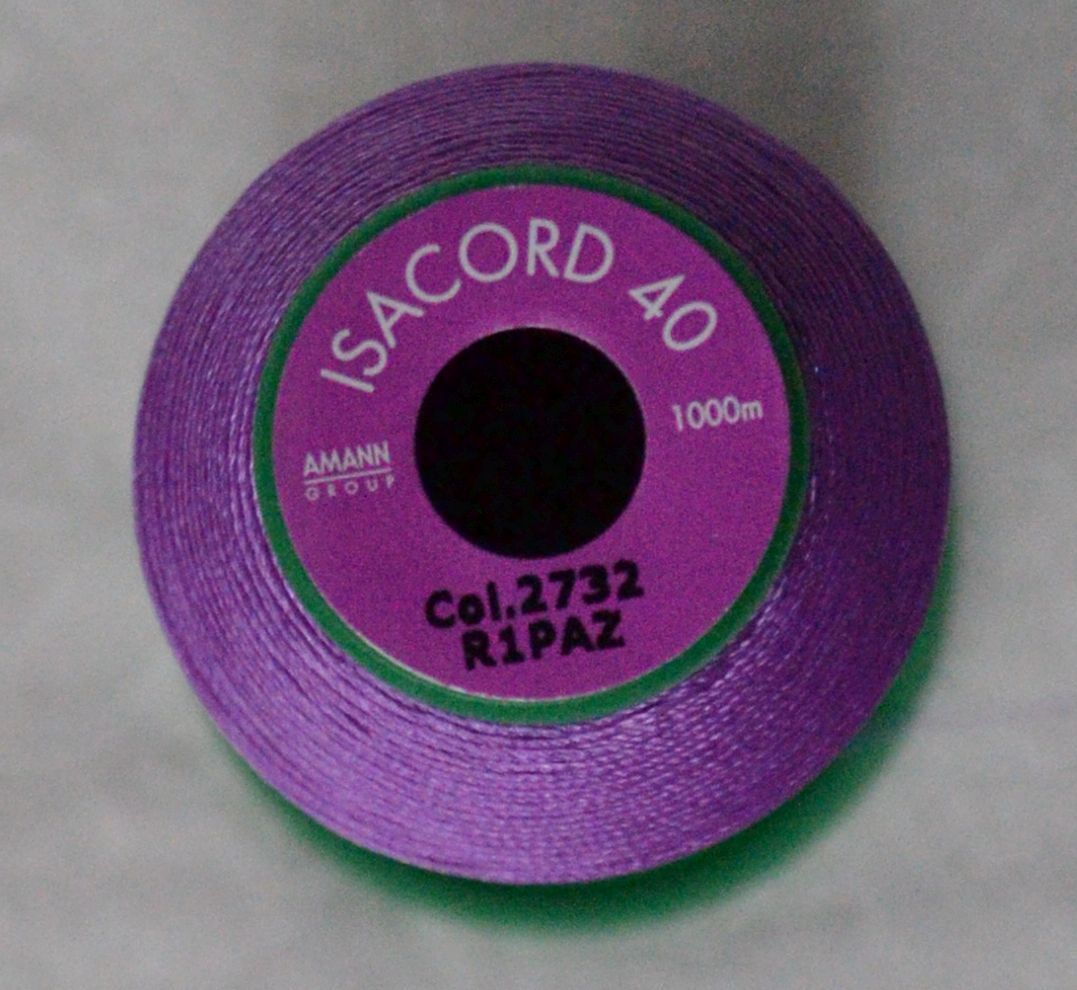 ISACORD 40
1000m
AMANN
GROUP
Col.2732
R1PAZ